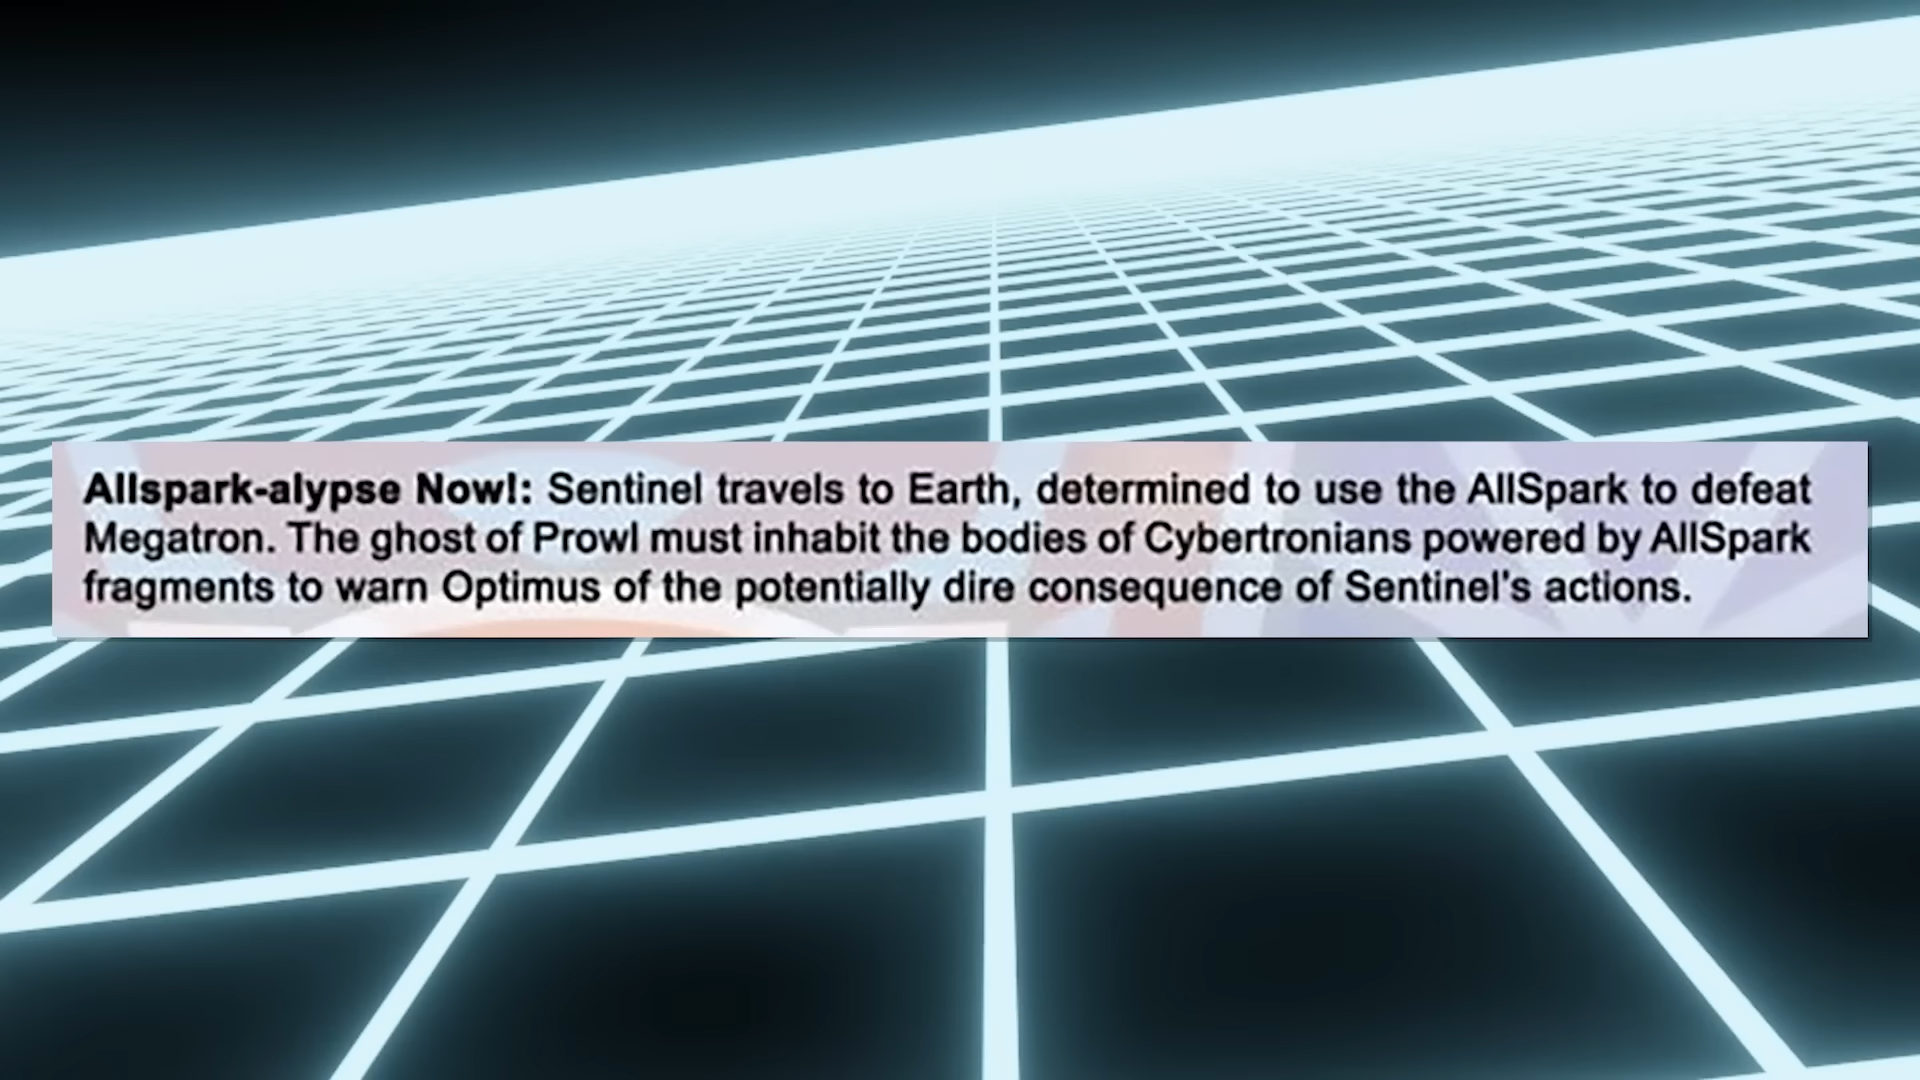 Allspark-alypse Now!: Sentinel travels to Earth, determined to use the AllSpark to defeat
Megatron. The ghost of Prowl must inhabit the bodies of Cybertronians powered by AllSpark
fragments to warn Optimus of the potentially dire consequence of Sentinel's actions.